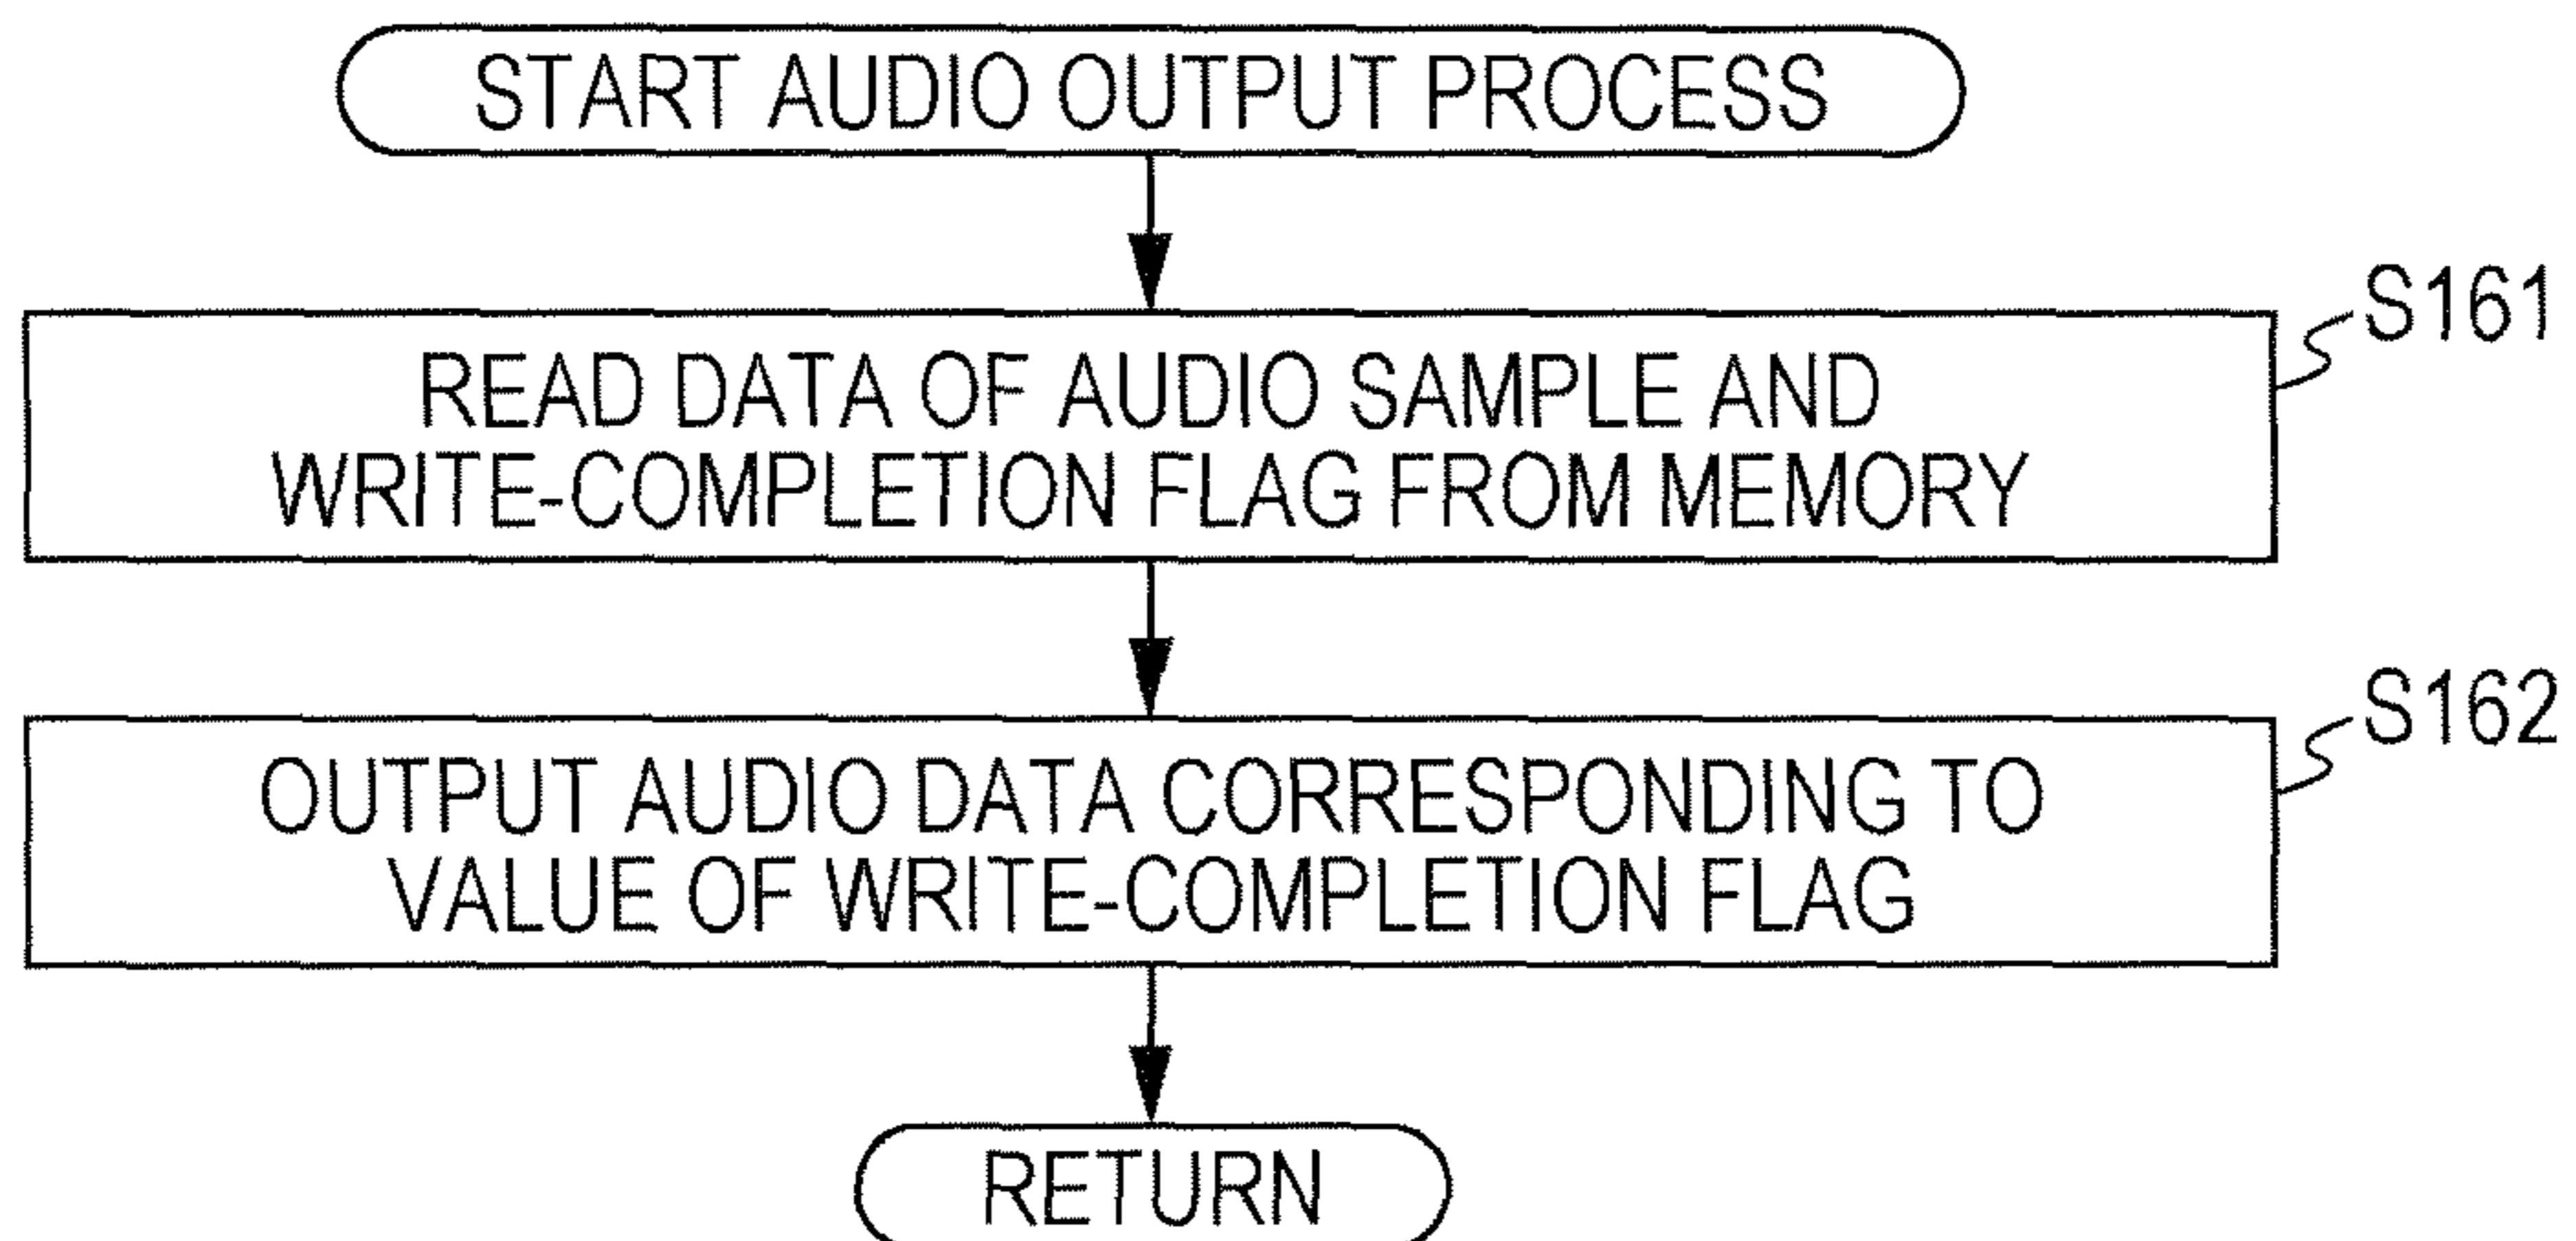 START AUDIO OUTPUT PROCESS
S161
READ DATA OF AUDIO SAMPLE AND
WRITE-COMPLETION FLAG FROM MEMORY
S162
OUTPUT AUDIO DATA CORRESPONDING TO
VALUE OF WRITE-COMPLETION FLAG
RETURN